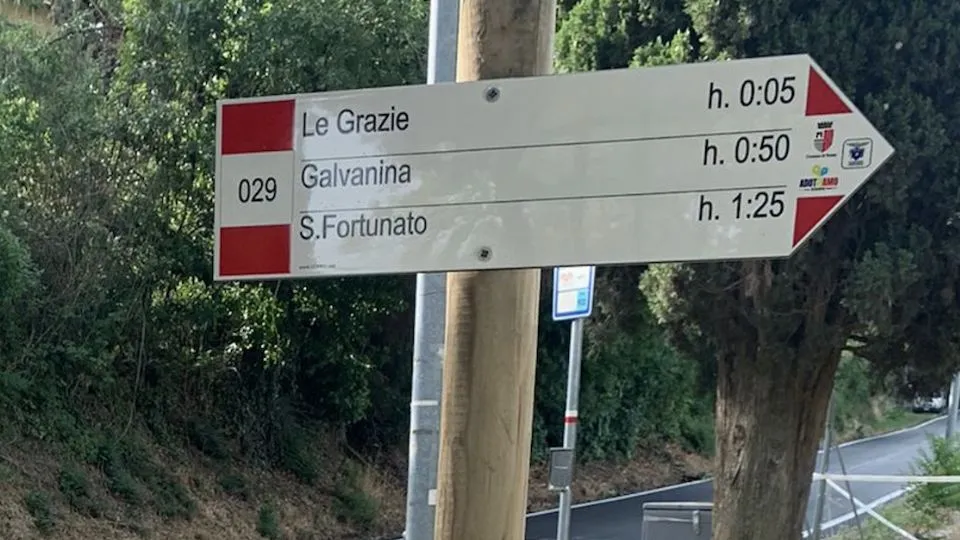 029
Le Grazie h. 0:05
Galvanina h. 0:50
S.Fortunato h. 1:25